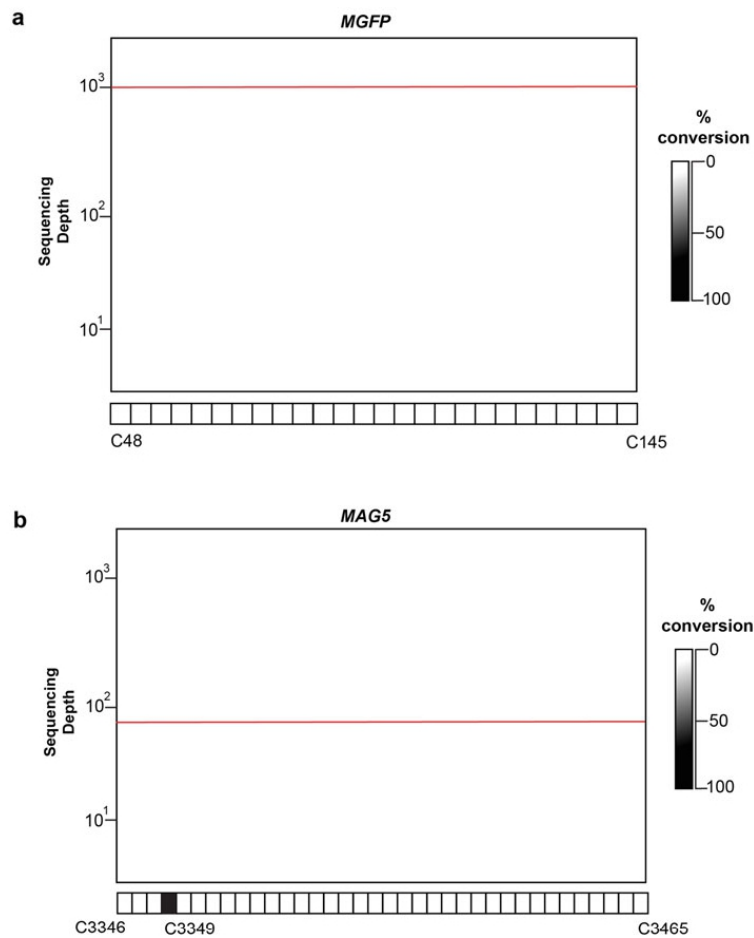 a
MGFP
10³
10²
10¹
Sequencing
Depth
%
conversion
0
50
100
C48
C145
b
MAG5
10³
10²
10¹
Sequencing
Depth
%
conversion
0
50
100
C3346
C3349
C3465